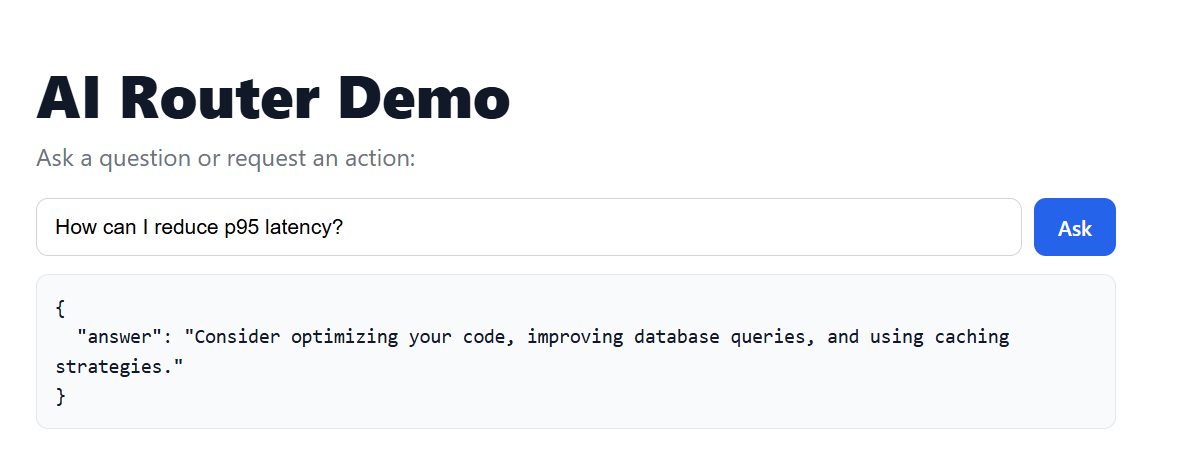 AI Router Demo
Ask a question or request an action:
How can I reduce p95 latency?
Ask
{
  "answer": "Consider optimizing your code, improving database queries, and using caching
strategies."
}